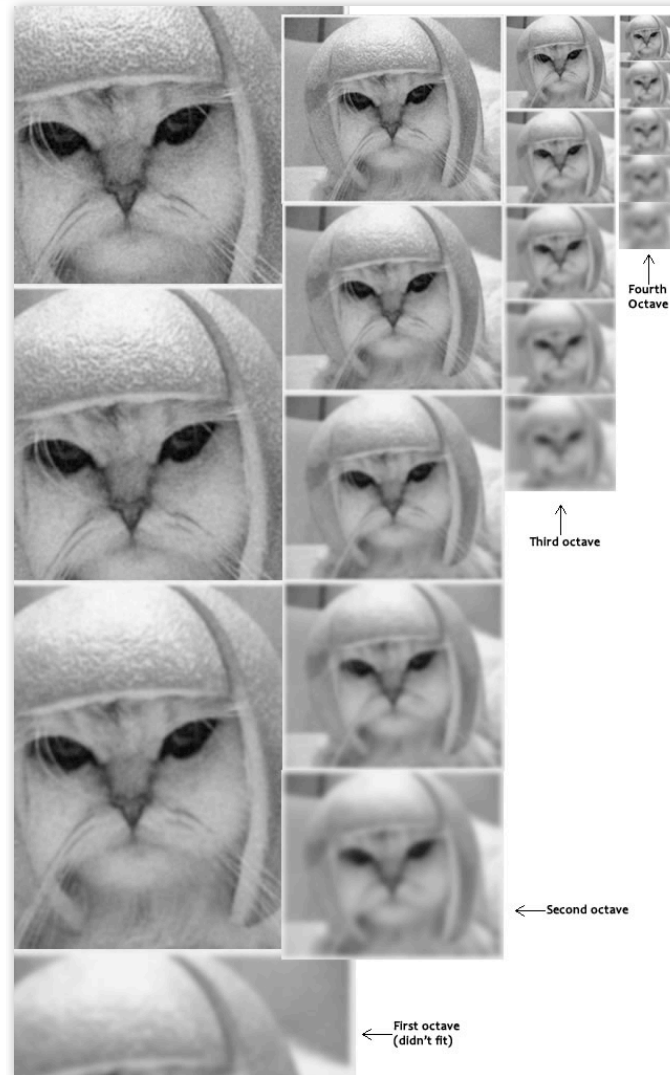 Fourth
Octave
Third octave
Second octave
First octave
(didn't fit)